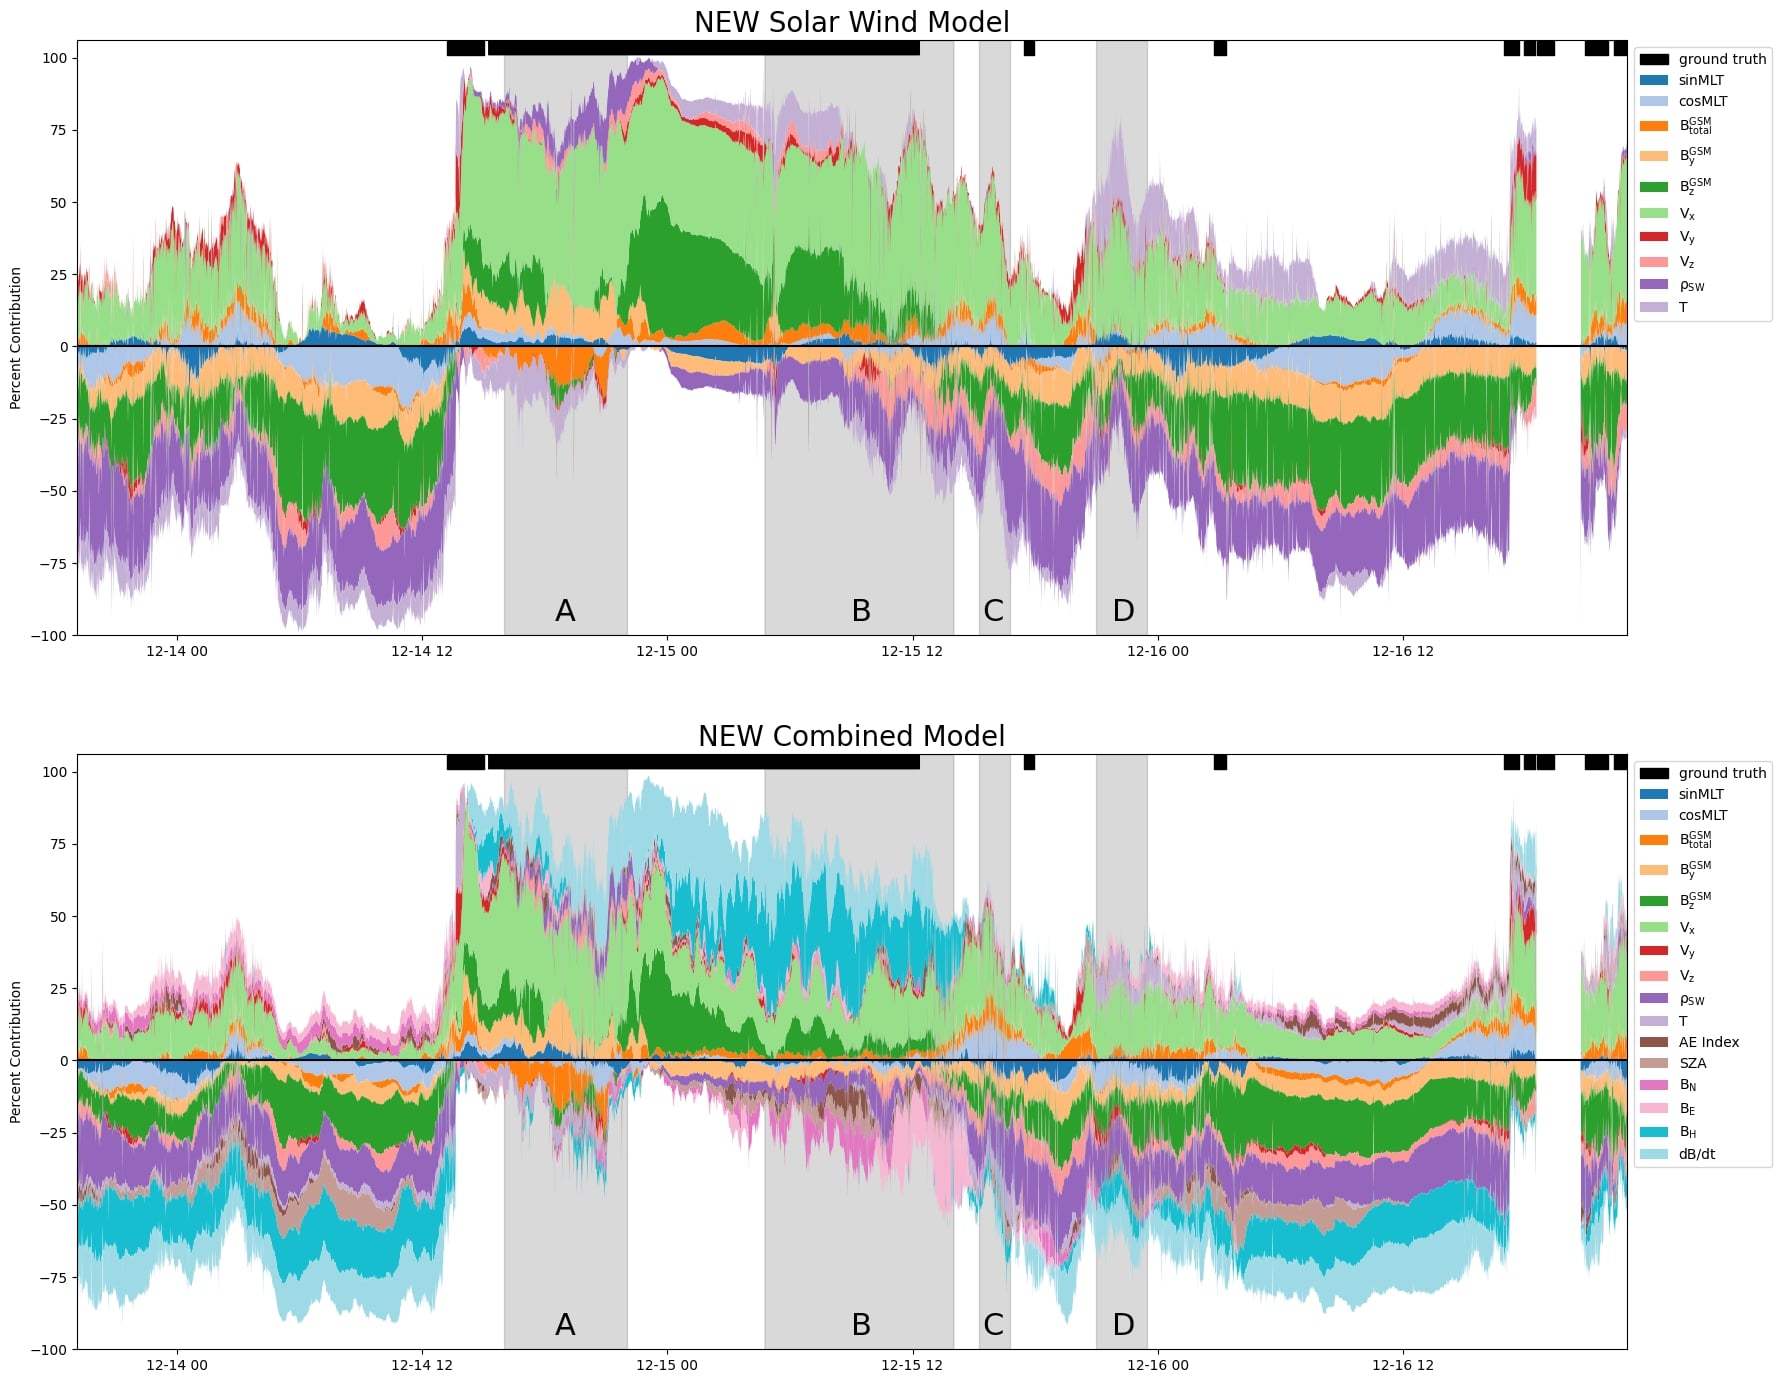 NEW Solar Wind Model
100
75
50
25
0
−25
−50
−75
−100
Percent Contribution
A
B
C
D
12-14 00
12-14 12
12-15 00
12-15 12
12-16 00
12-16 12
ground truth
sinMLT
cosMLT
B_total^GSM
B_y^GSM
B_z^GSM
V_x
V_y
V_z
ρ_SW
T
NEW Combined Model
100
75
50
25
0
−25
−50
−75
−100
Percent Contribution
A
B
C
D
12-14 00
12-14 12
12-15 00
12-15 12
12-16 00
12-16 12
ground truth
sinMLT
cosMLT
B_total^GSM
B_y^GSM
B_z^GSM
V_x
V_y
V_z
ρ_SW
T
AE Index
SZA
B_N
B_E
B_H
dB/dt